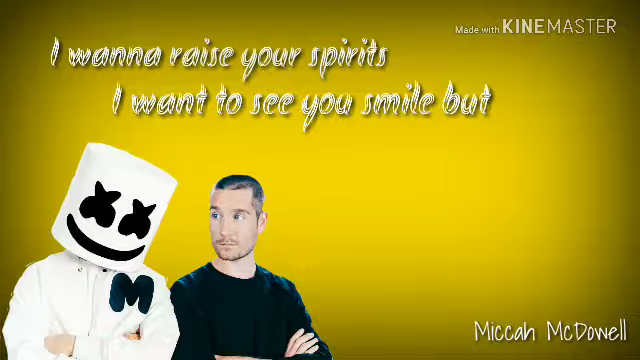 Made with KINEMASTER
I wanna raise your spirits
I want to see you smile but
M
Miccah McDowell